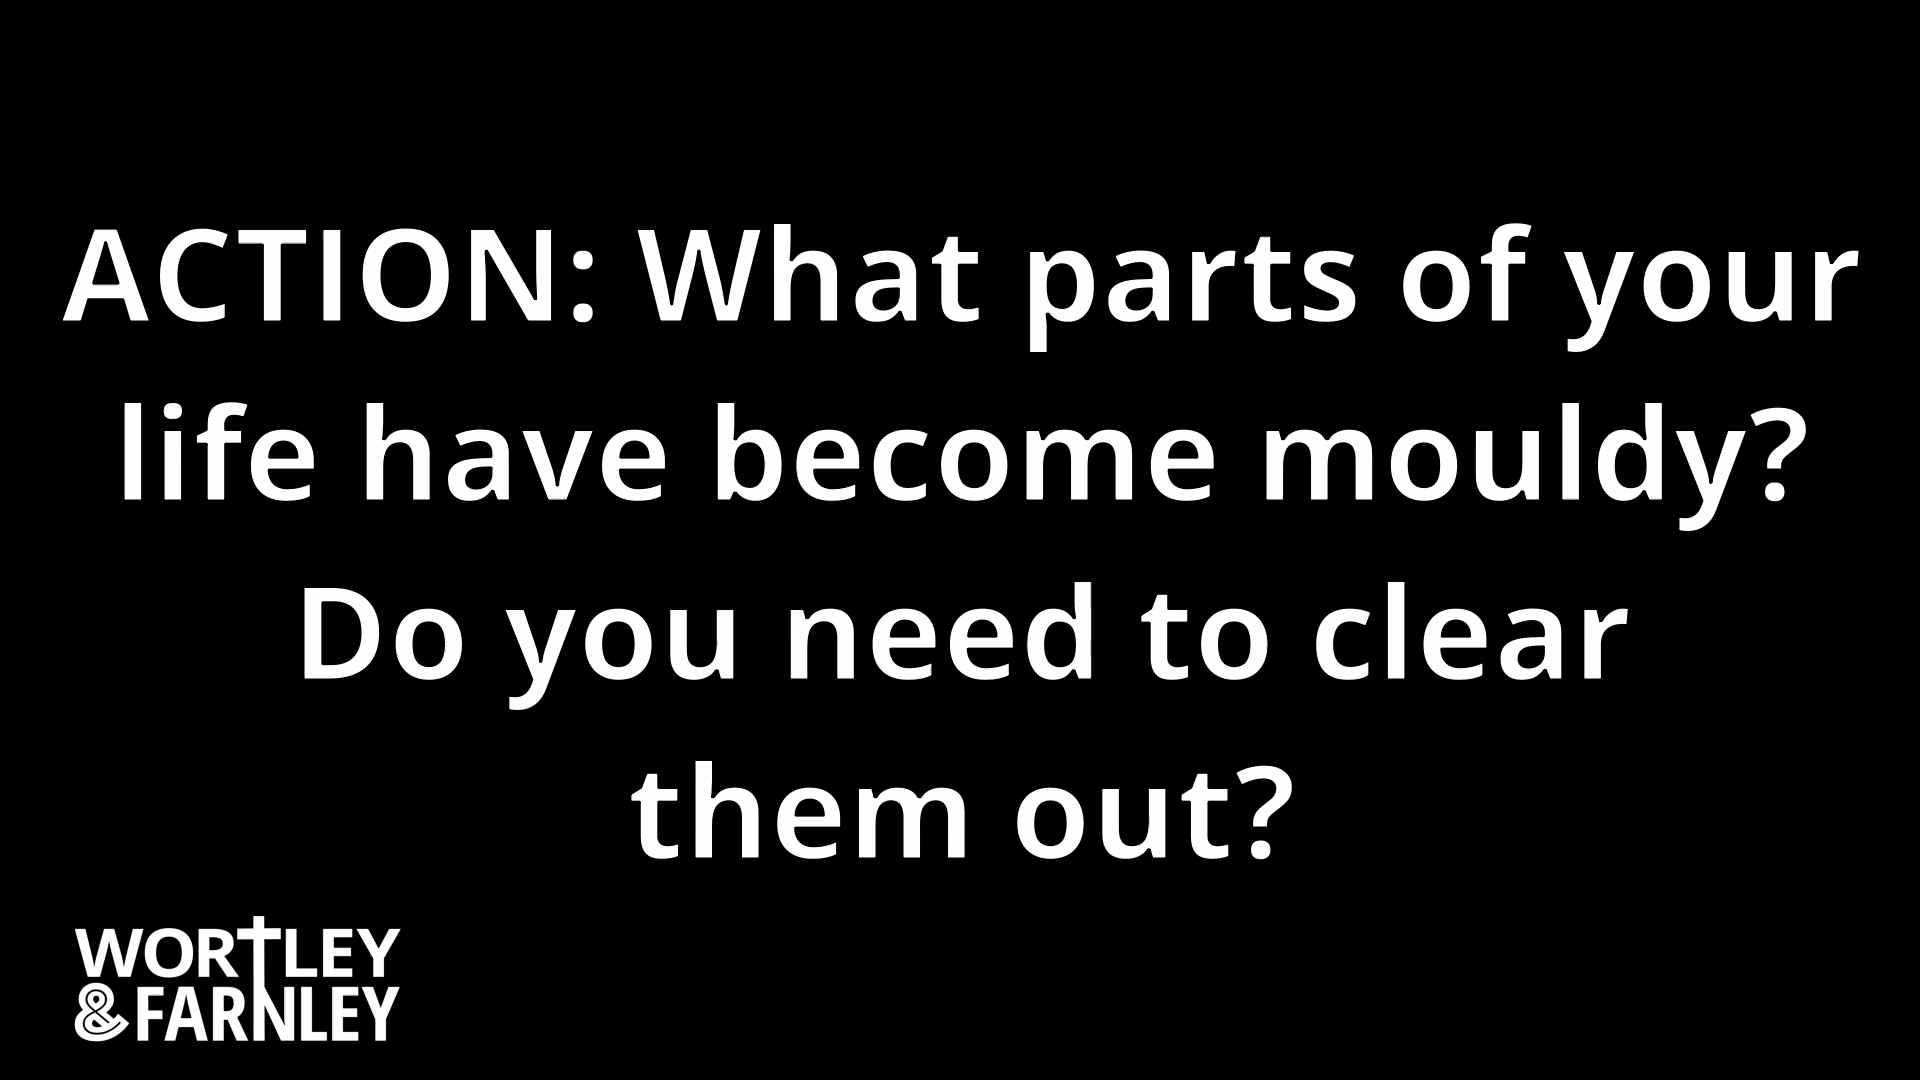 ACTION: What parts of your
life have become mouldy?
Do you need to clear
them out?
WORTLEY
&FARNLEY